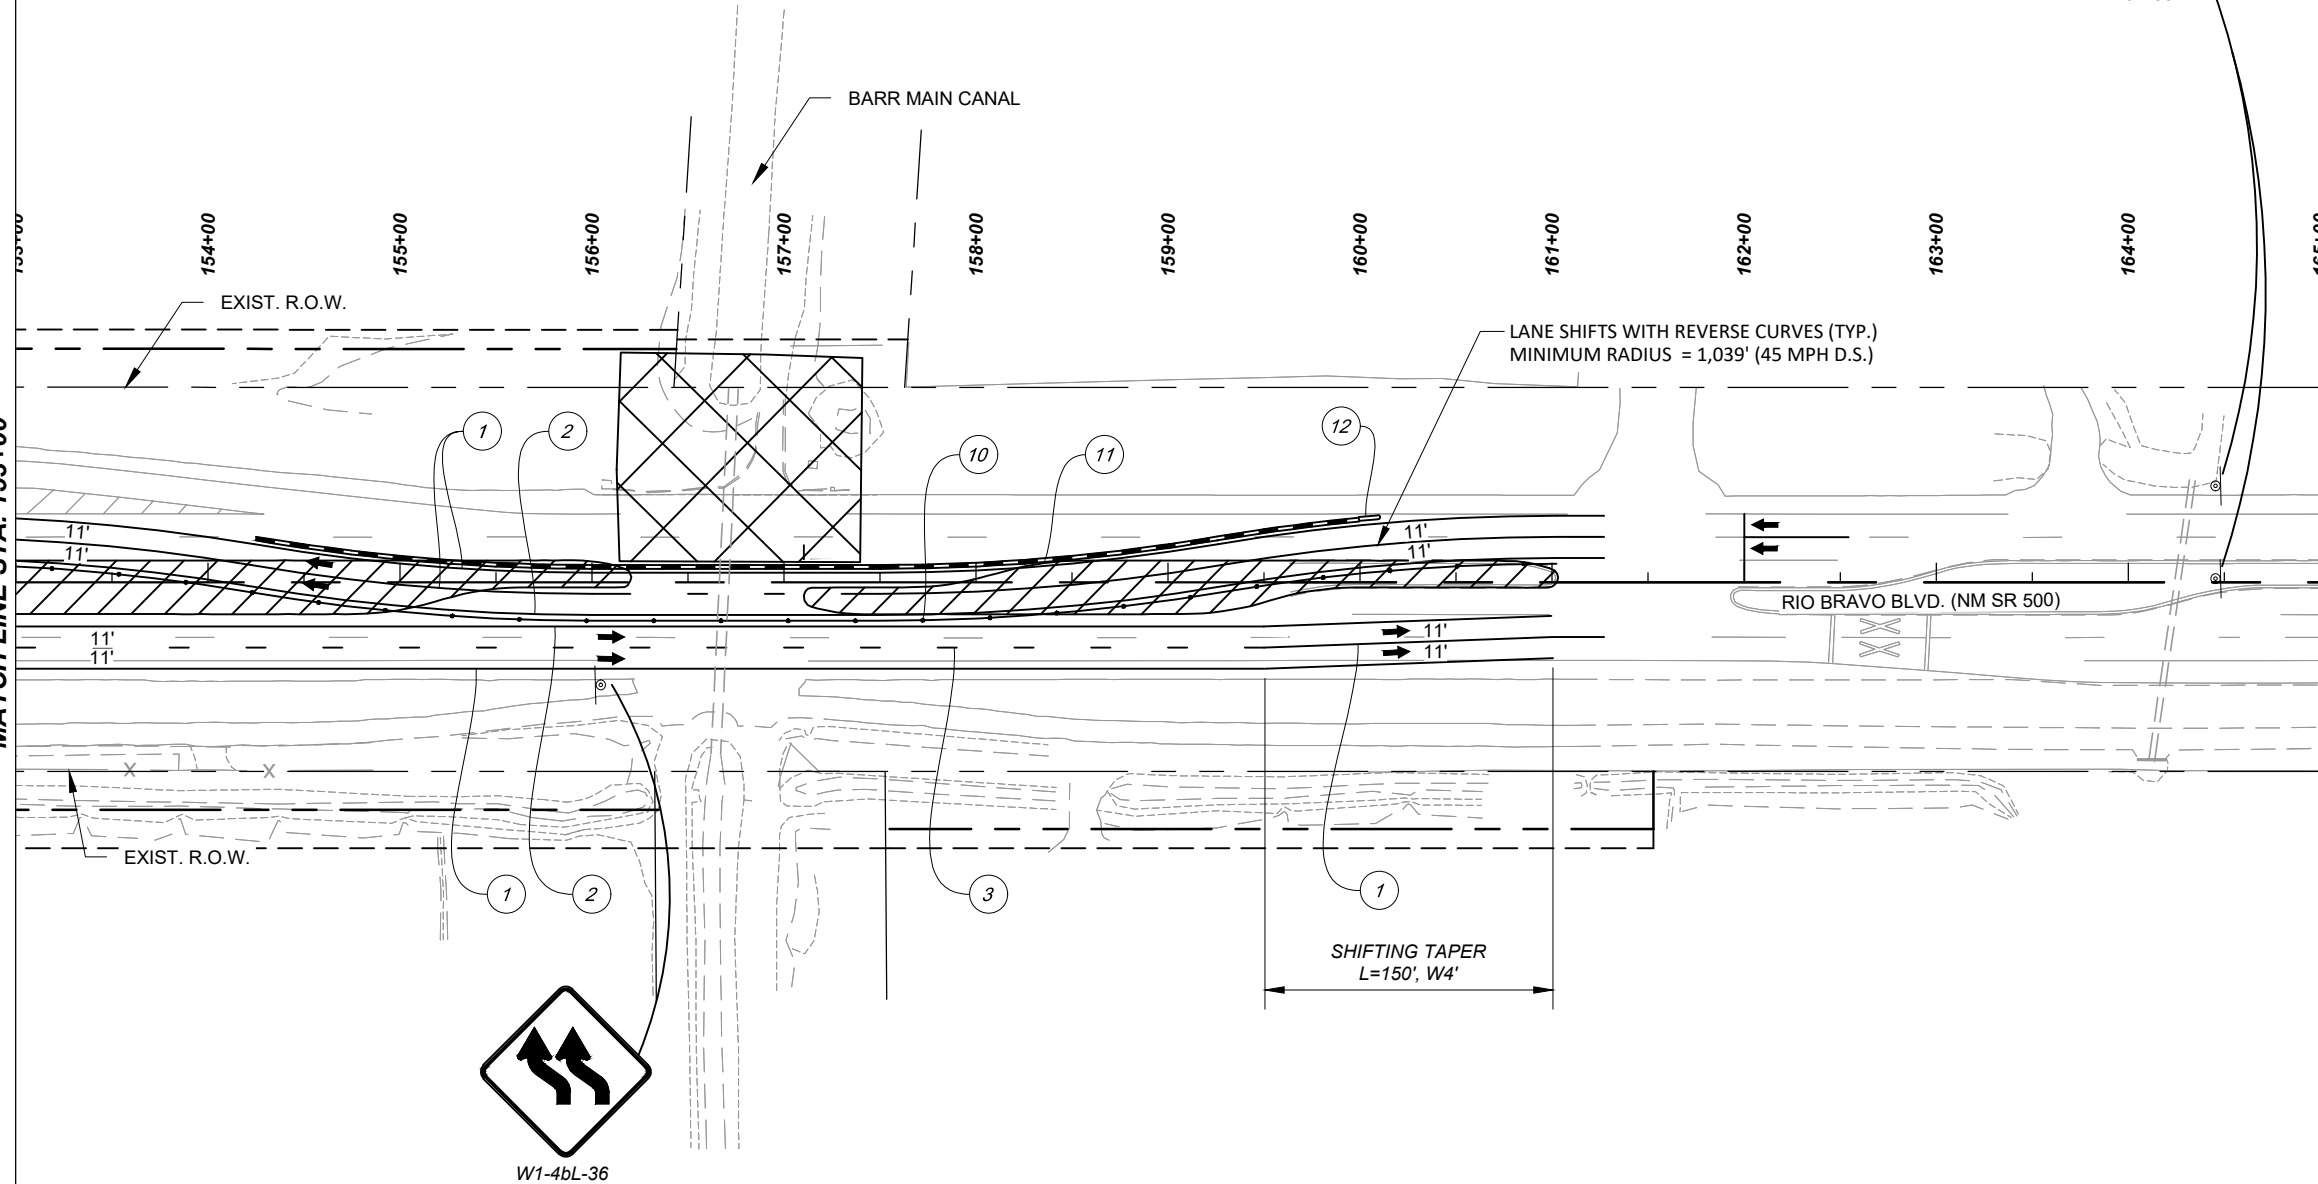 BARR MAIN CANAL
154+00
155+00
156+00
157+00
158+00
159+00
160+00
161+00
162+00
163+00
164+00
EXIST. R.O.W.
LANE SHIFTS WITH REVERSE CURVES (TYP.)
MINIMUM RADIUS = 1,039' (45 MPH D.S.)
1
2
10
11
12
11'
11'
11'
11'
RIO BRAVO BLVD. (NM SR 500)
11'
11'
11'
11'
X
X
EXIST. R.O.W.
1
2
3
1
SHIFTING TAPER
L=150', W4'
W1-4bL-36